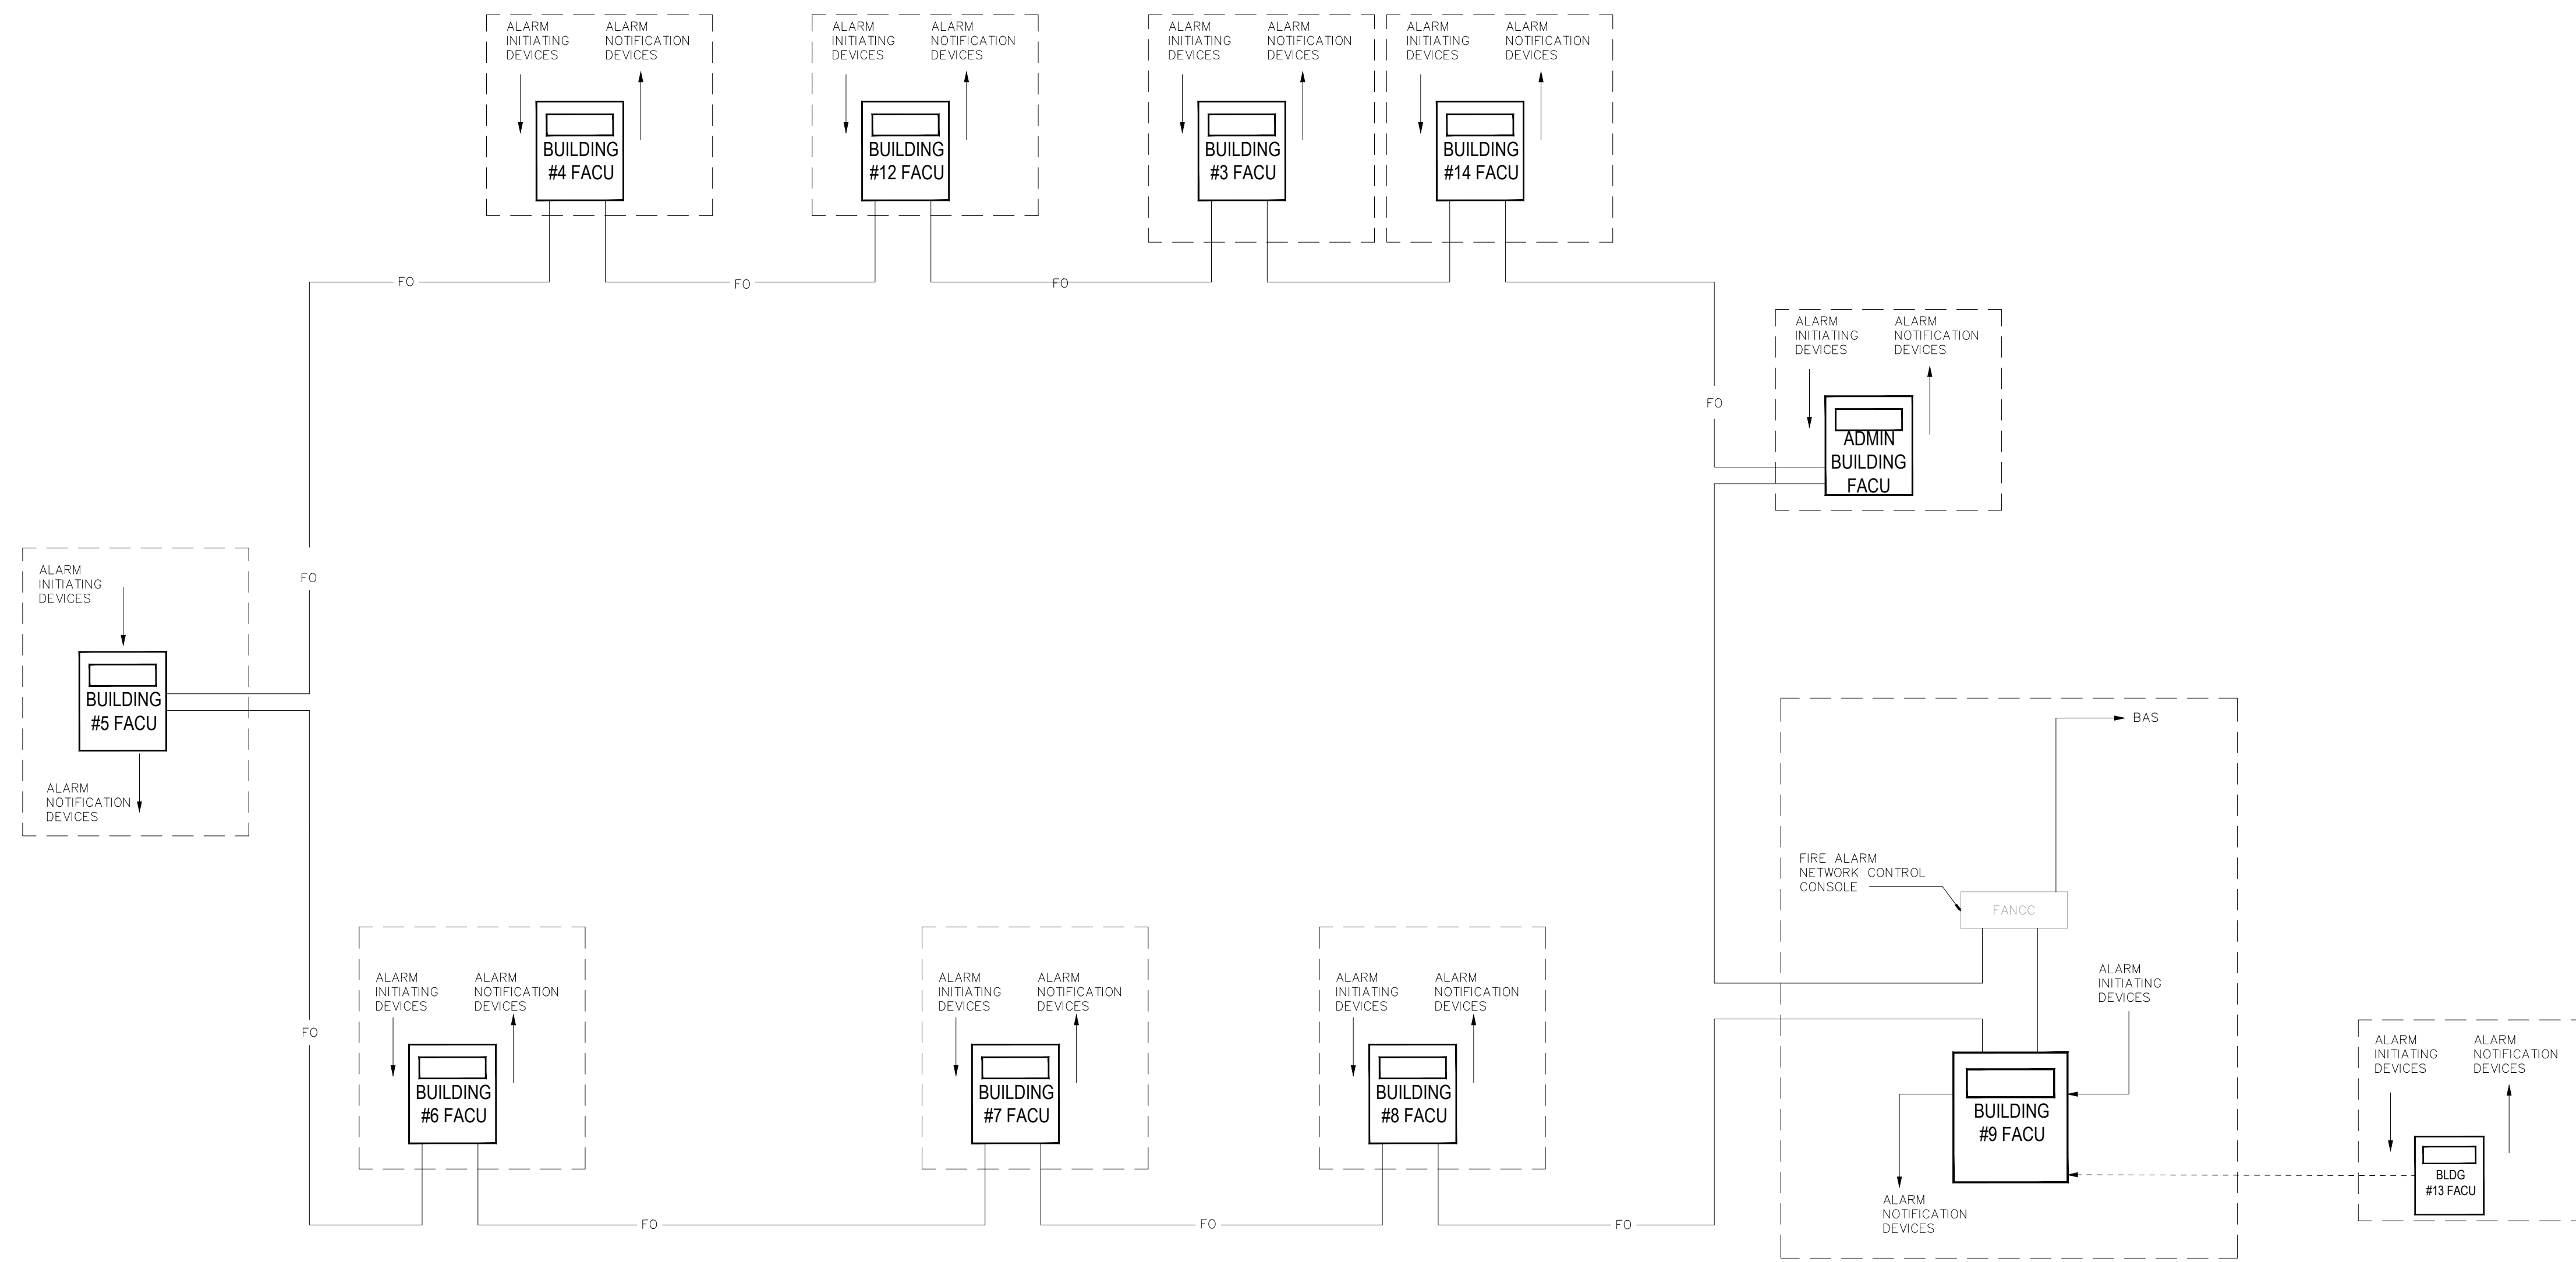 ALARM
INITIATING
DEVICES
ALARM
NOTIFICATION
DEVICES
BUILDING
#4 FACU
ALARM
INITIATING
DEVICES
ALARM
NOTIFICATION
DEVICES
BUILDING
#12 FACU
ALARM
INITIATING
DEVICES
ALARM
NOTIFICATION
DEVICES
BUILDING
#3 FACU
ALARM
INITIATING
DEVICES
ALARM
NOTIFICATION
DEVICES
BUILDING
#14 FACU
FO
FO
FO
ALARM
INITIATING
DEVICES
ALARM
NOTIFICATION
DEVICES
FO
ADMIN
BUILDING
FACU
ALARM
INITIATING
DEVICES
FO
BUILDING
#5 FACU
ALARM
NOTIFICATION
DEVICES
BAS
FIRE ALARM
NETWORK CONTROL
CONSOLE
FANCC
ALARM
INITIATING
DEVICES
FO
ALARM
INITIATING
DEVICES
ALARM
NOTIFICATION
DEVICES
BUILDING
#6 FACU
ALARM
INITIATING
DEVICES
ALARM
NOTIFICATION
DEVICES
BUILDING
#7 FACU
ALARM
INITIATING
DEVICES
ALARM
NOTIFICATION
DEVICES
BUILDING
#8 FACU
BUILDING
#9 FACU
ALARM
NOTIFICATION
DEVICES
ALARM
INITIATING
DEVICES
ALARM
NOTIFICATION
DEVICES
BLDG
#13 FACU
FO
FO
FO